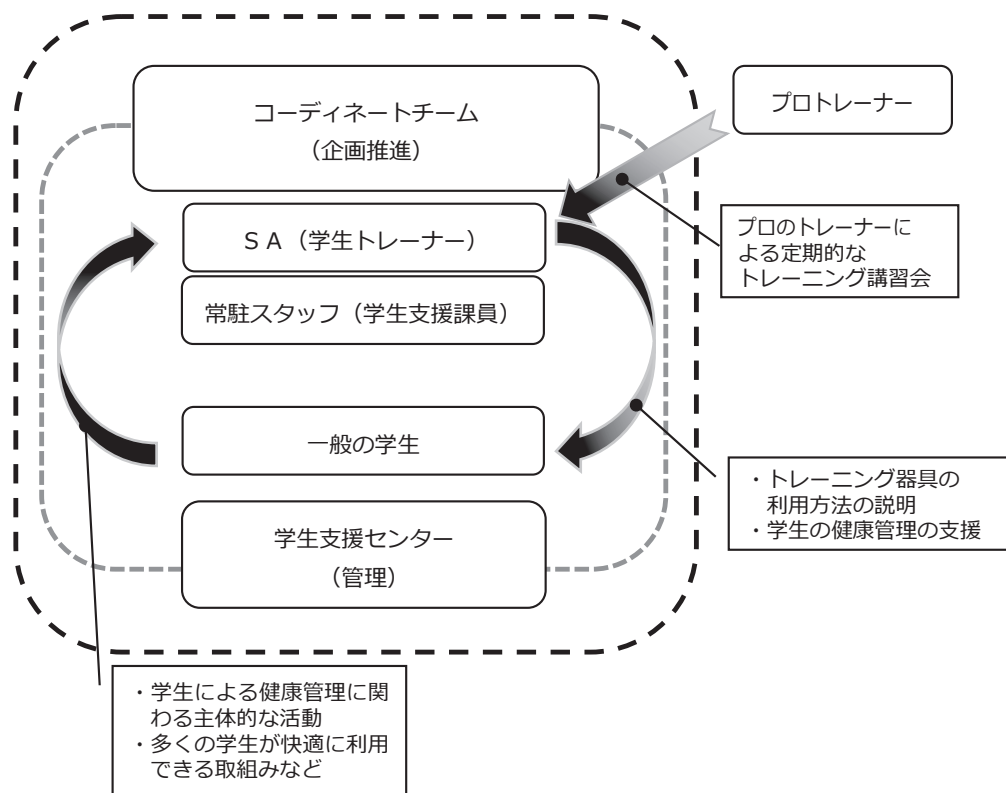 コーディネートチーム
（企画推進）
プロトレーナー
ＳＡ（学生トレーナー）
プロのトレーナーに
よる定期的な
トレーニング講習会
常駐スタッフ（学生支援課員）
一般の学生
・トレーニング器具の
利用方法の説明
・学生の健康管理の支援
学生支援センター
（管理）
・学生による健康管理に関
わる主体的な活動
・多くの学生が快適に利用
できる取組みなど